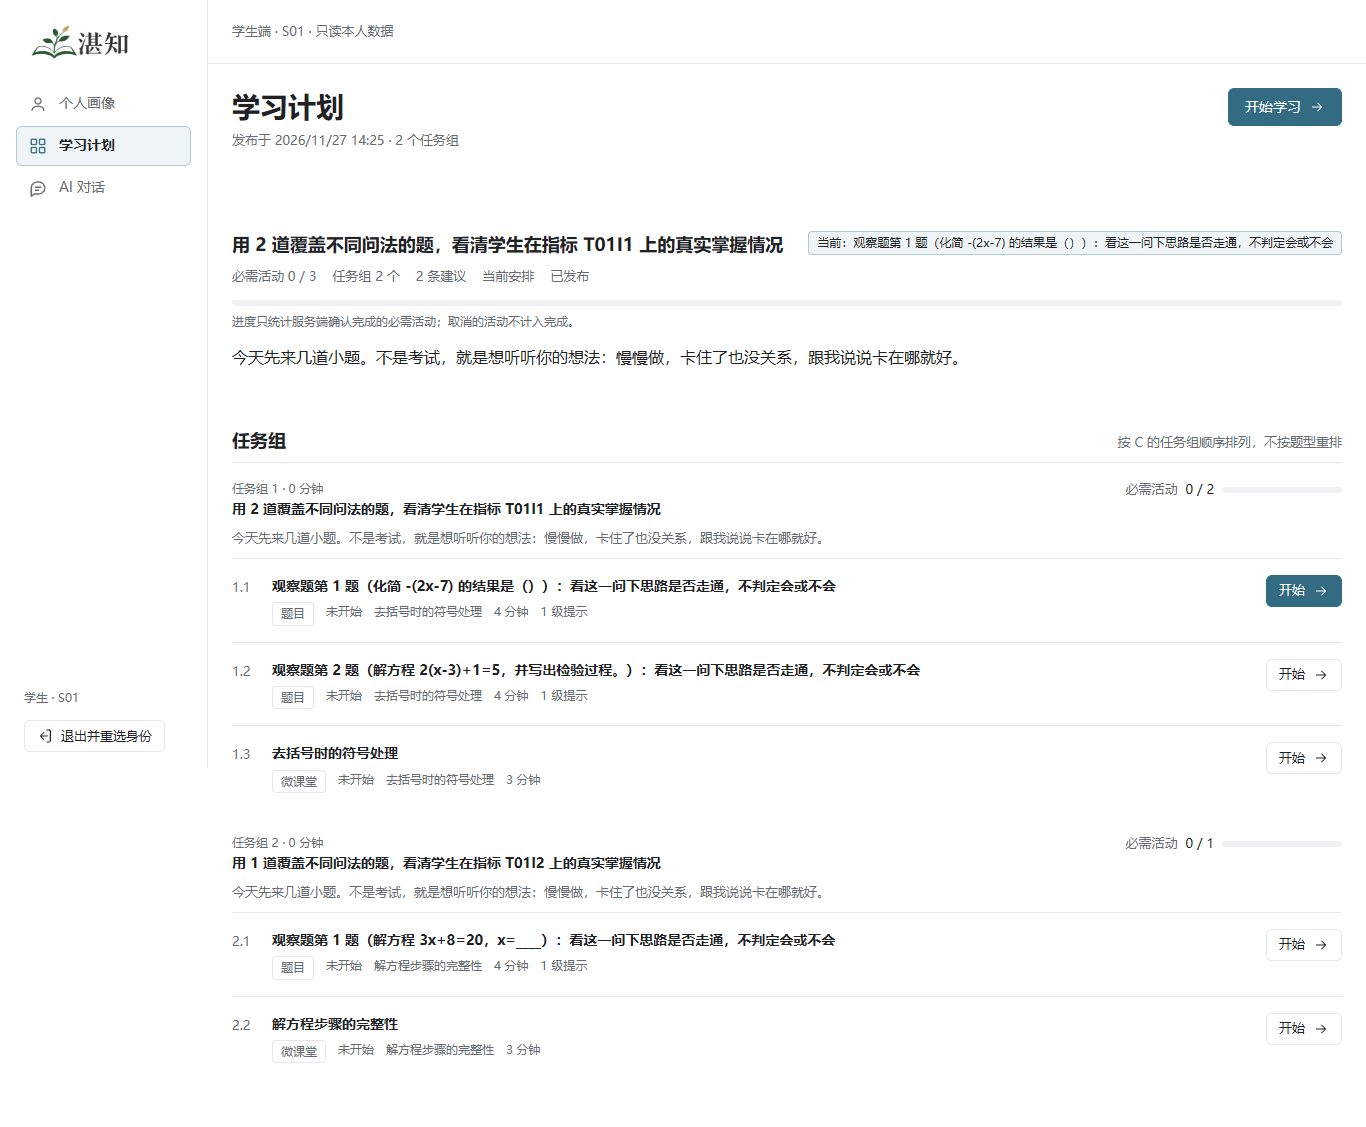 湛知
个人画像
学习计划
AI 对话
学生 · S01
退出并重选身份
学生端 · S01 · 只读本人数据
学习计划
开始学习 →
发布于 2026/11/27 14:25 · 2 个任务组
用 2 道覆盖不同问法的题，看清学生在指标 T01I1 上的真实掌握情况
当前：观察题第 1 题（化简 -(2x-7) 的结果是（））：看这一问下思路是否走通，不判定会或不会
必需活动 0 / 3 任务组 2 个 2 条建议 当前安排 已发布
进度只统计服务端确认完成的必需活动；取消的活动不计入完成。
今天先来几道小题。不是考试，就是想听听你的想法：慢慢做，卡住了也没关系，跟我说说卡在哪就好。
任务组
按 C 的任务组顺序排列，不按题型重排
任务组 1 · 0 分钟
必需活动 0 / 2
用 2 道覆盖不同问法的题，看清学生在指标 T01I1 上的真实掌握情况
今天先来几道小题。不是考试，就是想听听你的想法：慢慢做，卡住了也没关系，跟我说说卡在哪就好。
1.1 观察题第 1 题（化简 -(2x-7) 的结果是（））：看这一问下思路是否走通，不判定会或不会
开始 →
题目 未开始 去括号时的符号处理 4 分钟 1 级提示
1.2 观察题第 2 题（解方程 2(x-3)+1=5，并写出检验过程。）：看这一问下思路是否走通，不判定会或不会
开始 →
题目 未开始 去括号时的符号处理 4 分钟 1 级提示
1.3 去括号时的符号处理
开始 →
微课堂 未开始 去括号时的符号处理 3 分钟
任务组 2 · 0 分钟
必需活动 0 / 1
用 1 道覆盖不同问法的题，看清学生在指标 T01I2 上的真实掌握情况
今天先来几道小题。不是考试，就是想听听你的想法：慢慢做，卡住了也没关系，跟我说说卡在哪就好。
2.1 观察题第 1 题（解方程 3x+8=20，x=____）：看这一问下思路是否走通，不判定会或不会
开始 →
题目 未开始 解方程步骤的完整性 4 分钟 1 级提示
2.2 解方程步骤的完整性
开始 →
微课堂 未开始 解方程步骤的完整性 3 分钟